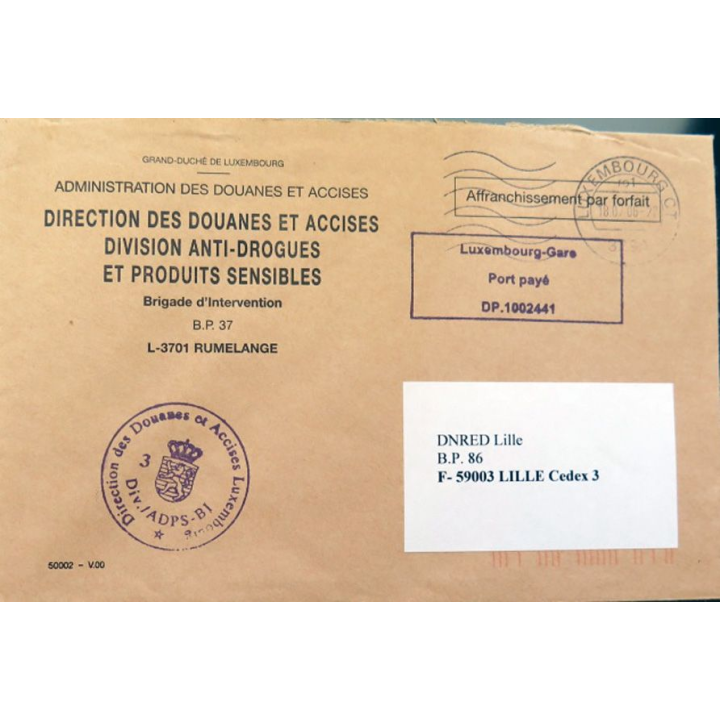 GRAND-DUCHÉ DE LUXEMBOURG
ADMINISTRATION DES DOUANES ET ACCISES
DIRECTION DES DOUANES ET ACCISES
DIVISION ANTI-DROGUES
ET PRODUITS SENSIBLES
Brigade d'Intervention
B.P. 37
L-3701 RUMELANGE
LUXEMBOURG CT
Affranchissement par forfait
Luxembourg-Gare
Port payé
DP.1002441
DNRED Lille
B.P. 86
F- 59003 LILLE Cedex 3
Direction des Douanes et Accises Luxembourg
3
Div./ADPS-BI
50002 - V.00